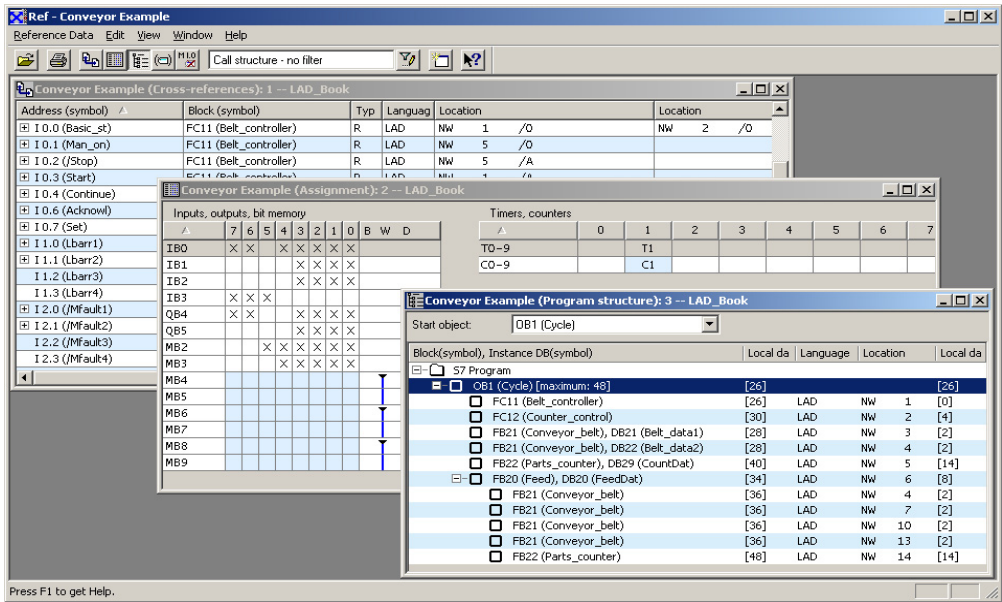 Ref - Conveyor Example
Reference Data Edit View Window Help
Call structure - no filter
Conveyor Example (Cross-references): 1 -- LAD_Book
Address (symbol) Block (symbol) Typ Languag Location Location
I 0.0 (Basic_st) FC11 (Belt_controller) R LAD NW 1 /O NW 2 /O
I 0.1 (Man_on) FC11 (Belt_controller) R LAD NW 5 /O
I 0.2 (/Stop) FC11 (Belt_controller) R LAD NW 5 /A
I 0.3 (Start)
I 0.4 (Continue)
I 0.6 (Acknowl)
I 0.7 (Set)
I 1.0 (Lbarr1)
I 1.1 (Lbarr2)
I 1.2 (Lbarr3)
I 1.3 (Lbarr4)
I 2.0 (/Mfault1)
I 2.1 (/Mfault2)
I 2.2 (/Mfault3)
I 2.3 (/Mfault4)
Conveyor Example (Assignment): 2 -- LAD_Book
Inputs, outputs, bit memory Timers, counters
7 6 5 4 3 2 1 0 B W D 0 1 2 3 4 5 6 7
IB0 X X X X X X X T0-9 T1
IB1 X X X X C0-9 C1
IB2 X X X X
IB3 X X X
QB4 X X X X X X
QB5 X X X X
MB2 X X X X X X
MB3 X X X X X
MB4
MB5
MB6
MB7
MB8
MB9
Conveyor Example (Program structure): 3 -- LAD_Book
Start object: OB1 (Cycle)
Block(symbol), Instance DB(symbol) Local da Language Location Local da
S7 Program
OB1 (Cycle) [maximum: 48] [26] [26]
FC11 (Belt_controller) [26] LAD NW 1 [0]
FC12 (Counter_control) [30] LAD NW 2 [4]
FB21 (Conveyor_belt), DB21 (Belt_data1) [28] LAD NW 3 [2]
FB21 (Conveyor_belt), DB22 (Belt_data2) [28] LAD NW 4 [2]
FB22 (Parts_counter), DB29 (CountDat) [40] LAD NW 5 [14]
FB20 (Feed), DB20 (FeedDat) [34] LAD NW 6 [8]
FB21 (Conveyor_belt) [36] LAD NW 4 [2]
FB21 (Conveyor_belt) [36] LAD NW 7 [2]
FB21 (Conveyor_belt) [36] LAD NW 10 [2]
FB21 (Conveyor_belt) [36] LAD NW 13 [2]
FB22 (Parts_counter) [48] LAD NW 14 [14]
Press F1 to get Help.